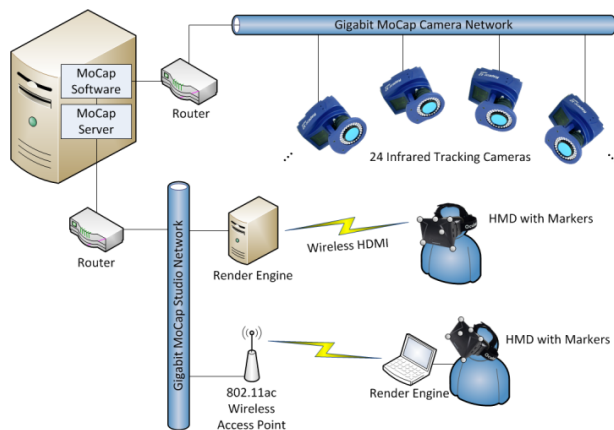 Gigabit MoCap Camera Network
MoCap
Software
MoCap
Server
Router
24 Infrared Tracking Cameras
... ...
Router
Gigabit MoCap Studio Network
Render Engine
Wireless HDMI
HMD with Markers
802.11ac
Wireless
Access Point
Render Engine
HMD with Markers